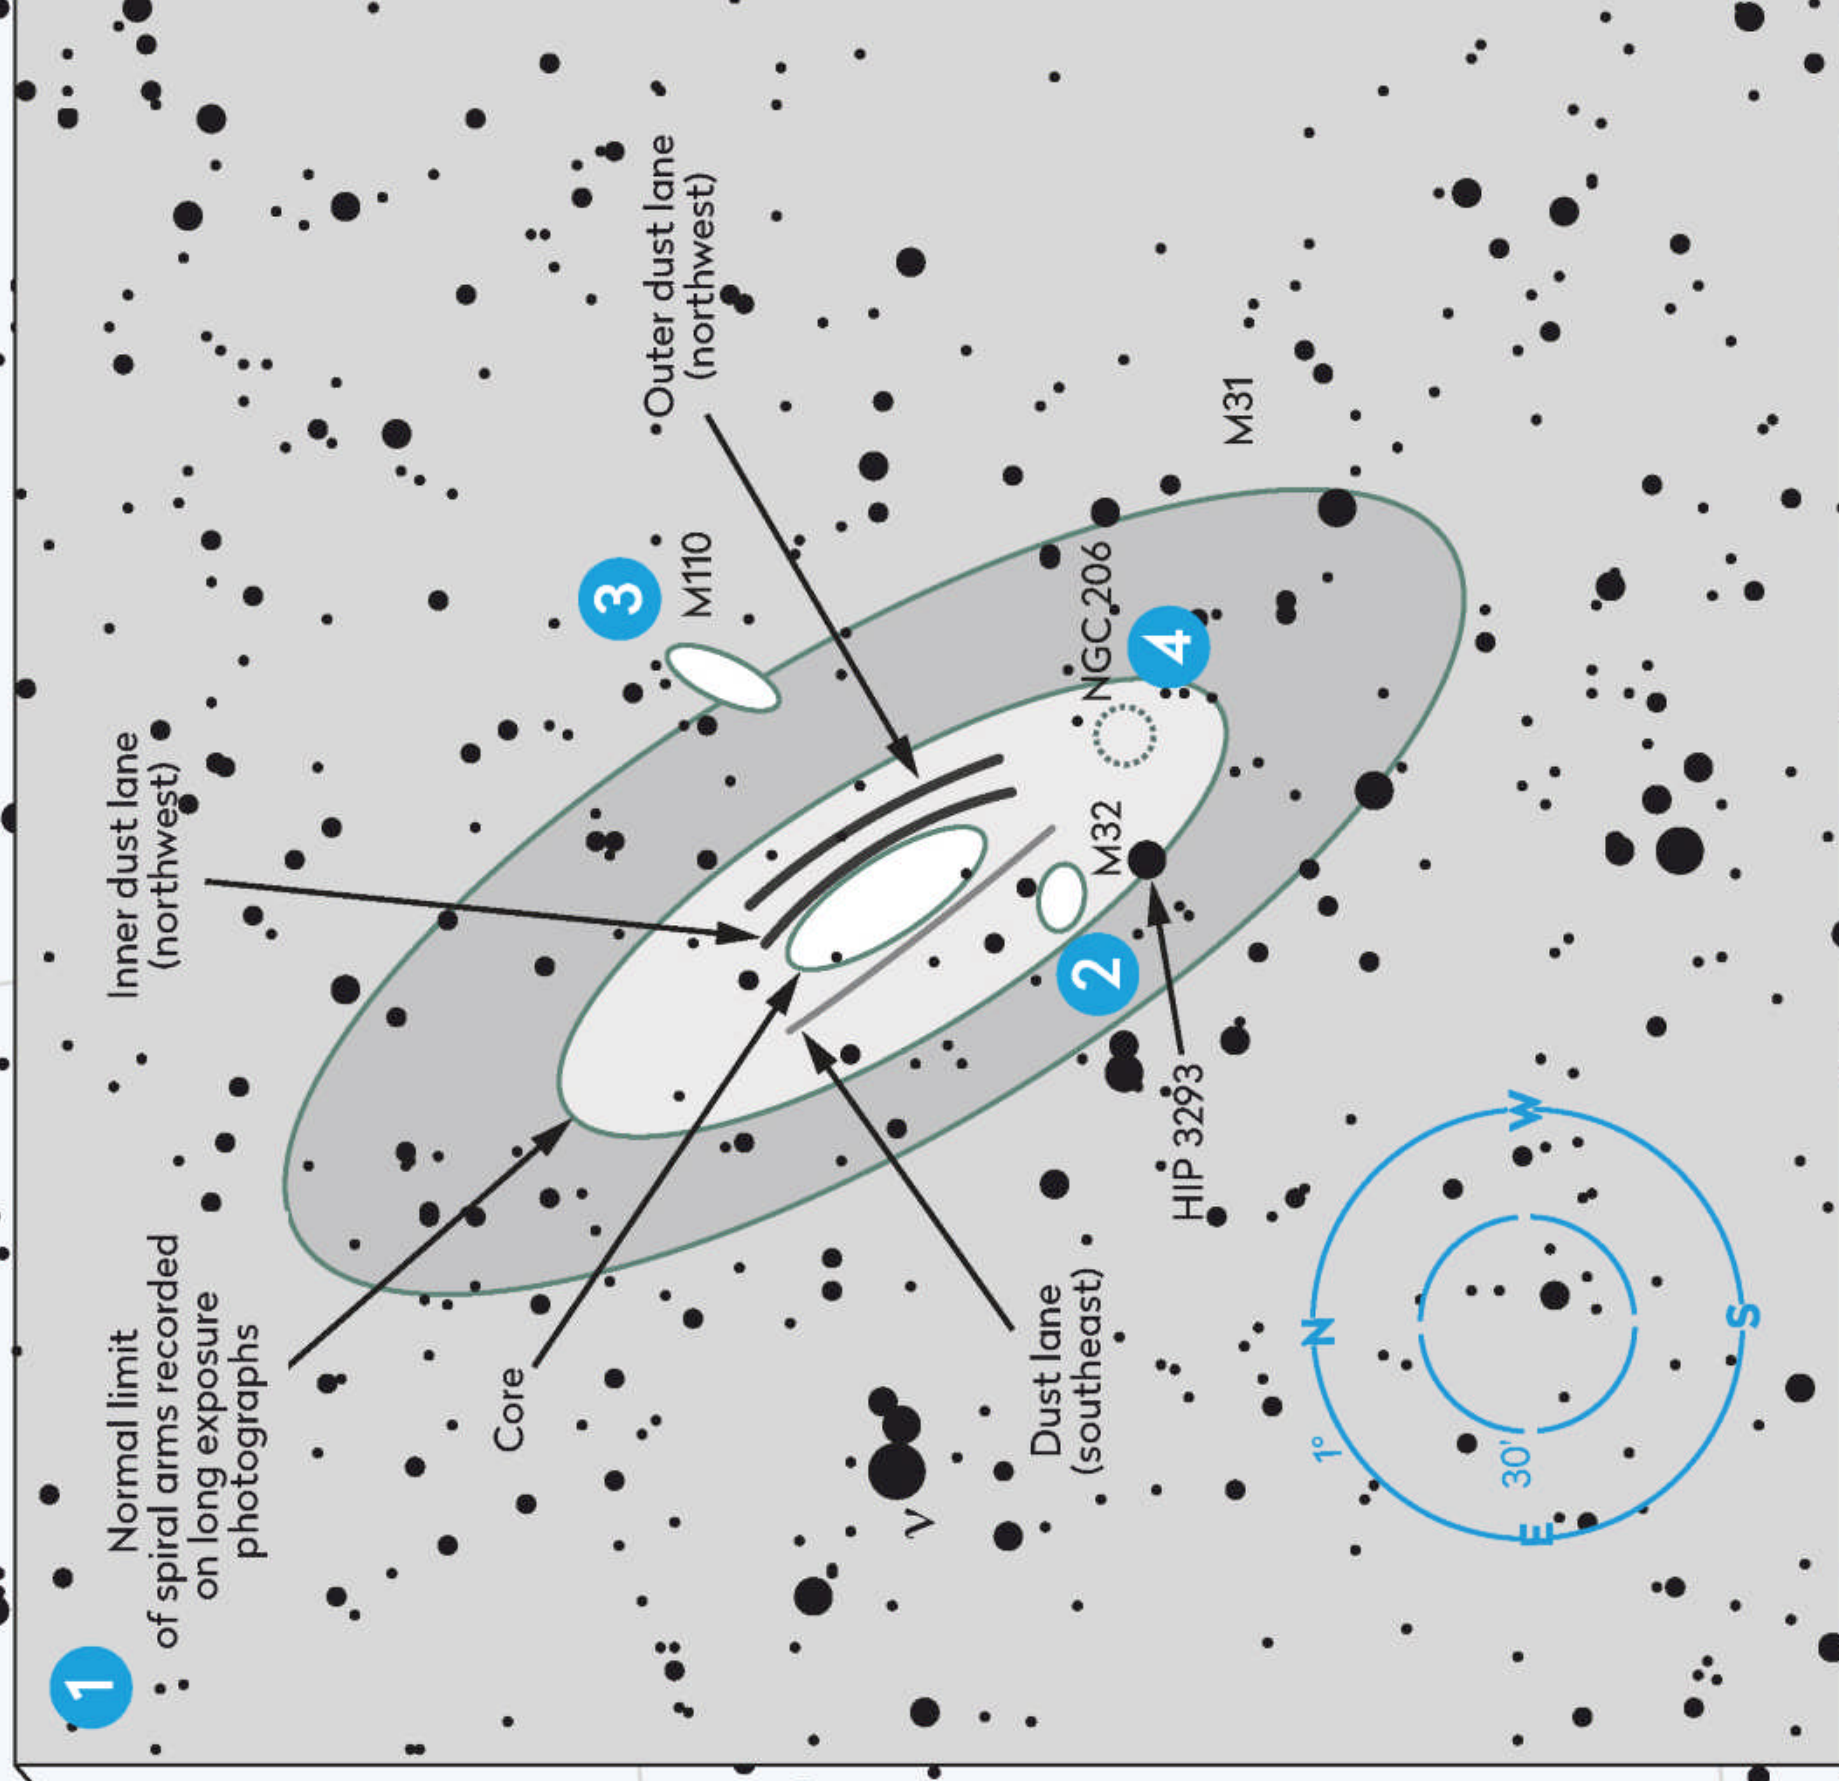 1
Normal limit
of spiral arms recorded
on long exposure
photographs
Inner dust lane
(northwest)
Core
3
M110
Outer dust lane
(northwest)
ν
Dust lane
(southeast)
2
M32
NGC 206
4
HIP 3293
M31
1°
30'
N
E
W
S